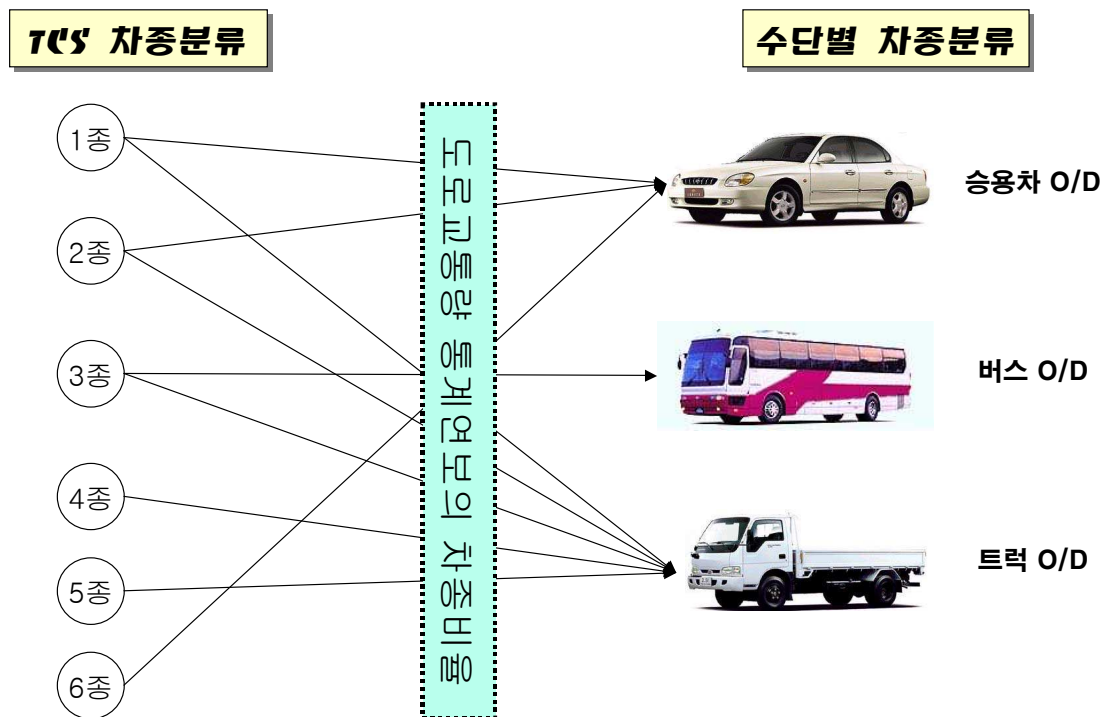 TCS 차종분류
수단별 차종분류
1종
2종
3종
4종
5종
6종
도로교통량 통계연보의 차종비율
승용차 O/D
버스 O/D
트럭 O/D